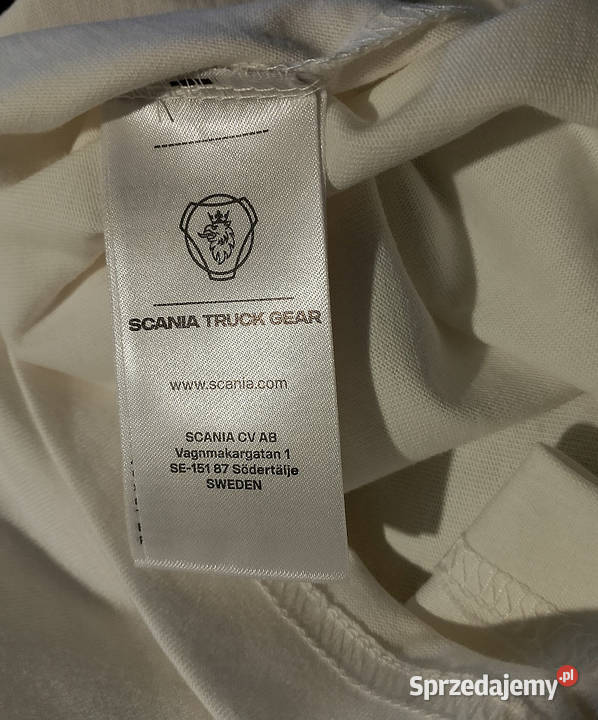 SCANIA TRUCK GEAR
www.scania.com
SCANIA CV AB
Vagnmakargatan 1
SE-151 87 Södertälje
SWEDEN
Sprzedajemy.pl